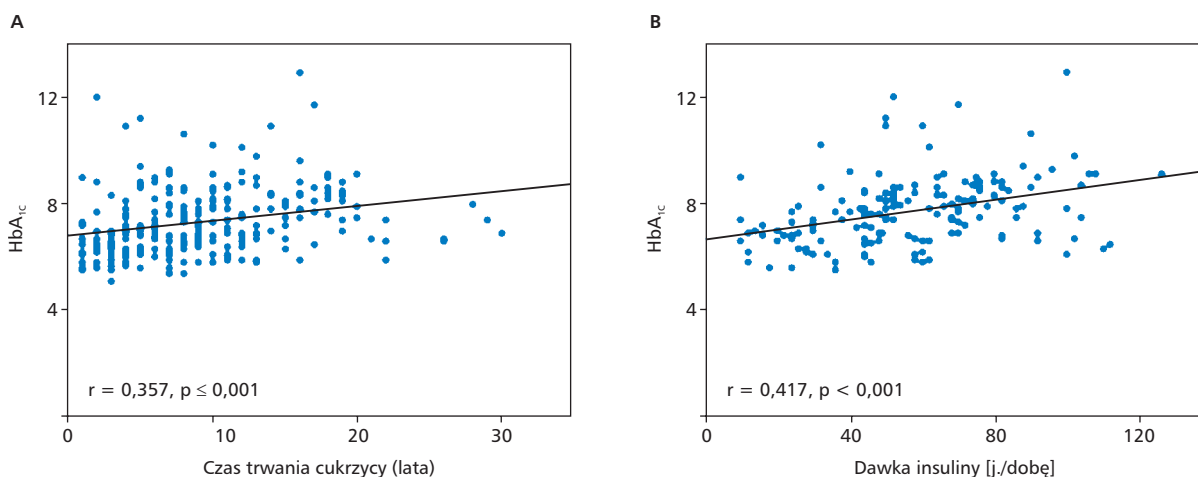 A
HbA1C
12
8
4
r = 0,357, p ≤ 0,001
0
10
20
30
Czas trwania cukrzycy (lata)
B
HbA1C
12
8
4
r = 0,417, p < 0,001
0
40
80
120
Dawka insuliny [j./dobę]